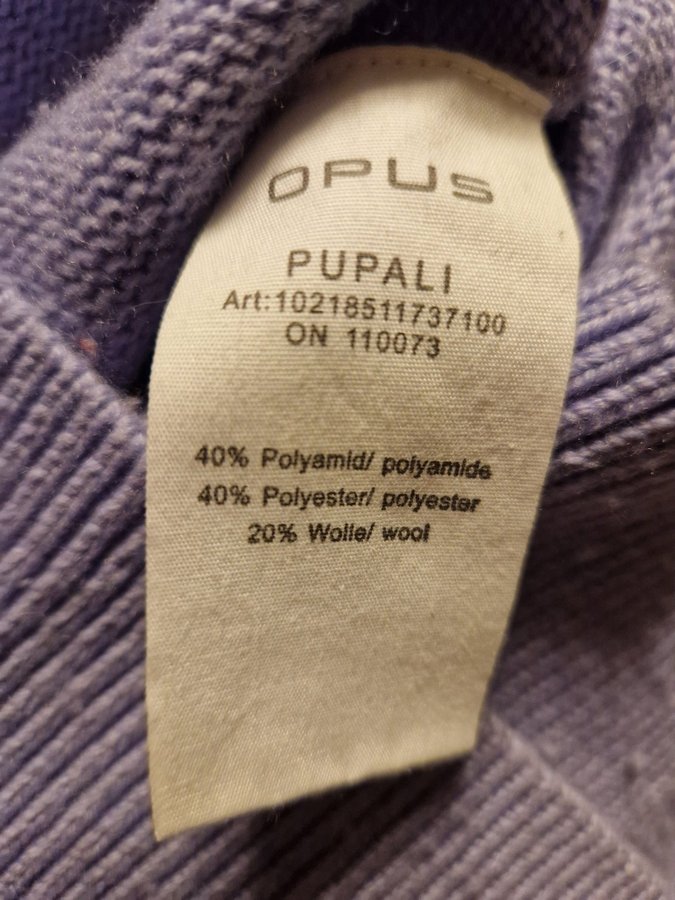 OPUS
PUPALI
Art:10218511737100
ON 110073
40% Polyamid/ polyamide
40% Polyester/ polyester
20% Wolle/ wool